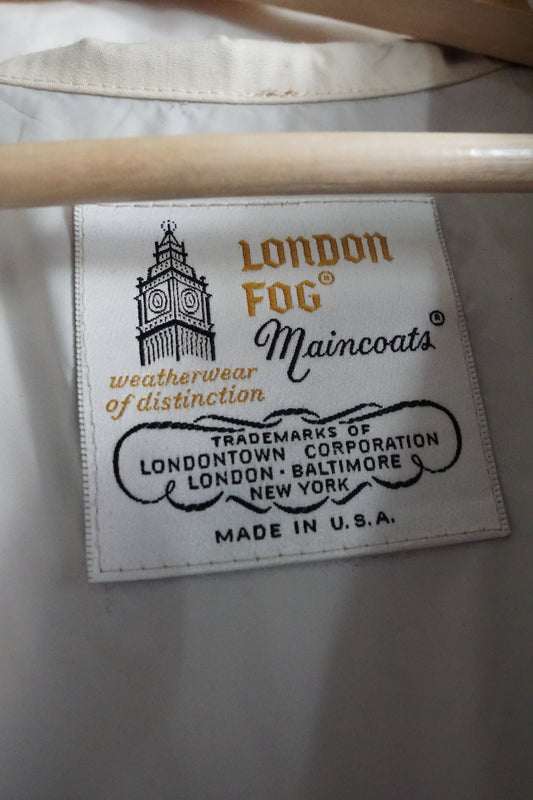 LONDON
FOG®
Maincoats®
weatherwear
of distinction
TRADEMARKS OF
LONDONTOWN CORPORATION
LONDON · BALTIMORE
NEW YORK
MADE IN U.S.A.